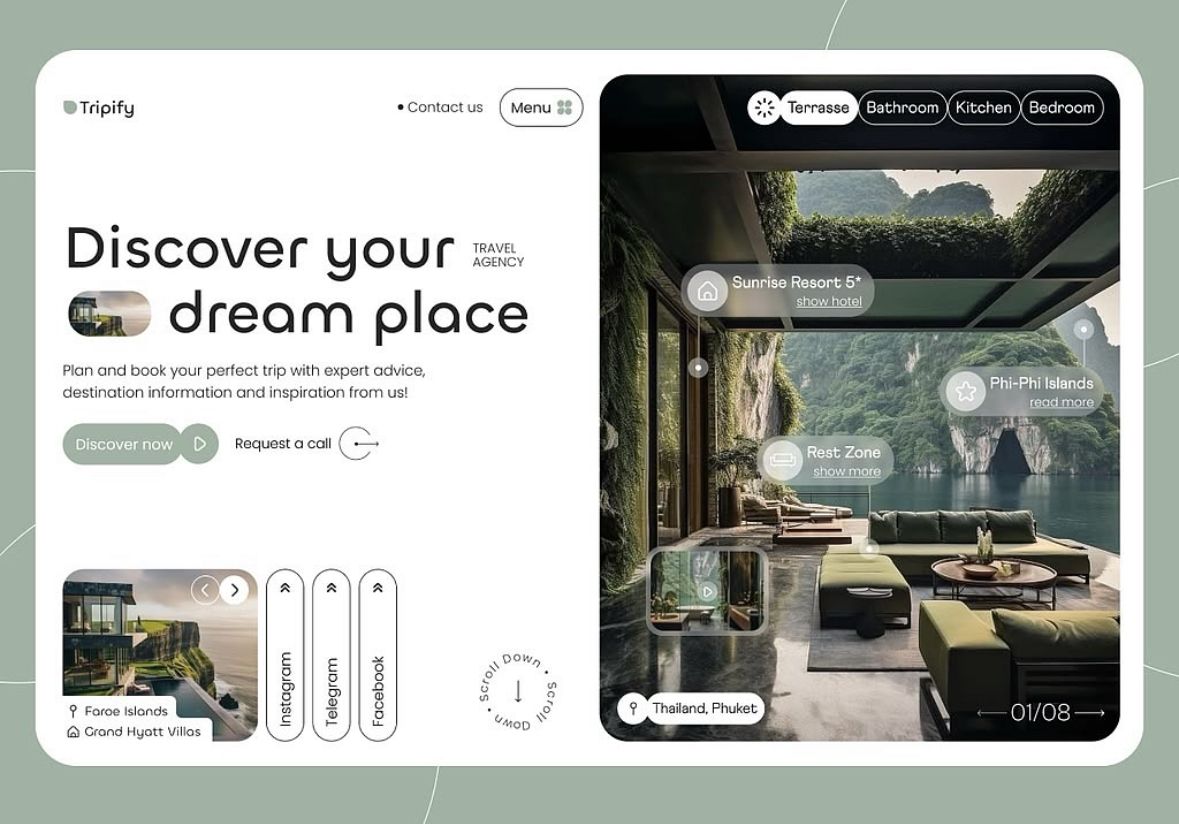 Tripify
Contact us
Menu
Discover your
TRAVEL
AGENCY
dream place
Plan and book your perfect trip with expert advice,
destination information and inspiration from us!
Discover now
Request a call
Faroe Islands
Grand Hyatt Villas
Instagram
Telegram
Facebook
Scroll Down • Scroll Down •
Terrasse
Bathroom
Kitchen
Bedroom
Sunrise Resort 5*
show hotel
Phi-Phi Islands
read more
Rest Zone
show more
Thailand, Phuket
01/08